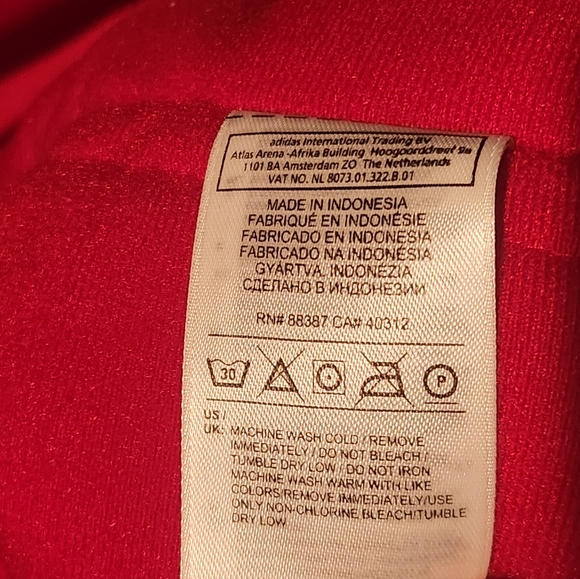 adidas International Trading BV
Atlas Arena -Afrika Building Hoogoorddreef 9a
1101 BA Amsterdam ZO The Netherlands
VAT NO. NL 8073.01.322.B.01
MADE IN INDONESIA
FABRIQUÉ EN INDONÉSIE
FABRICADO EN INDONESIA
FABRICADO NA INDONÉSIA
GYÁRTVA: INDONÉZIA
СДЕЛАНО В ИНДОНЕЗИИ
RN# 88387 CA# 40312
30 P
US /
UK: MACHINE WASH COLD / REMOVE
IMMEDIATELY / DO NOT BLEACH /
TUMBLE DRY LOW / DO NOT IRON
MACHINE WASH WARM WITH LIKE
COLORS/REMOVE IMMEDIATELY/USE
ONLY NON-CHLORINE BLEACH/TUMBLE
DRY LOW